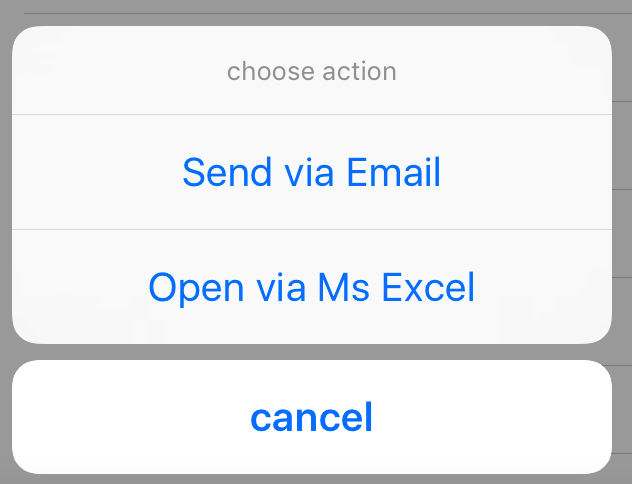 choose action
Send via Email
Open via Ms Excel
cancel